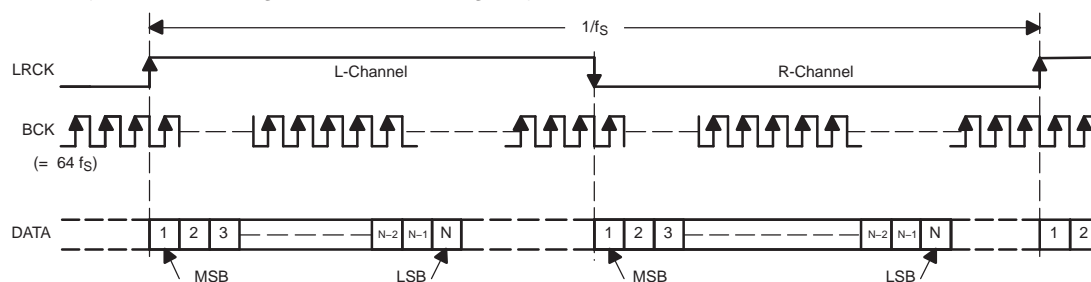 1/fS
LRCK
L-Channel
R-Channel
BCK
(= 64 fS)
DATA
1 2 3 N–2 N–1 N 1 2 3 N–2 N–1 N 1 2
MSB LSB MSB LSB